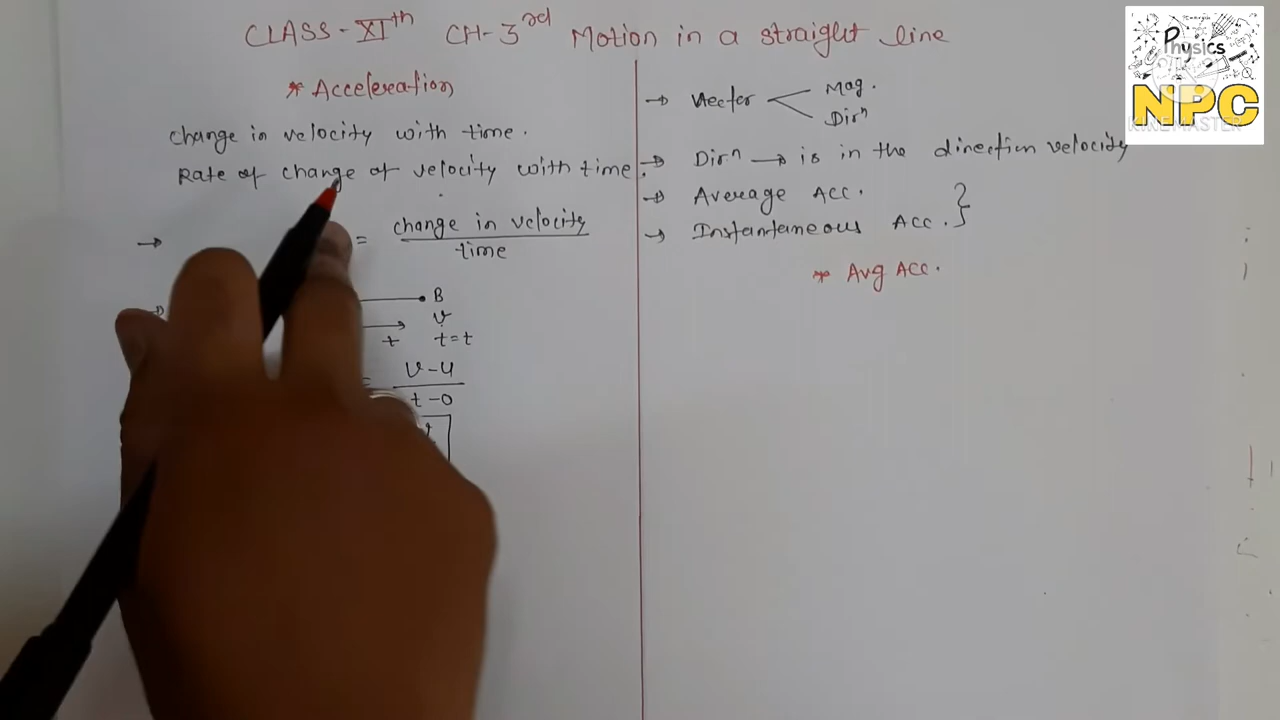 CLASS-XIth CH-3rd Motion in a straight line
* Acceleration
change in velocity with time.
Rate of change of velocity with time.
→ = change in velocity
time
→ B
v
t t=t
= v-u
t-0
→ Vector Mag.
Dirn
→ Dirn → is in the direction velocity
→ Average Acc.
→ Instantaneous Acc. }
* Avg Acc.
Physics
NPC
KINEMASTER